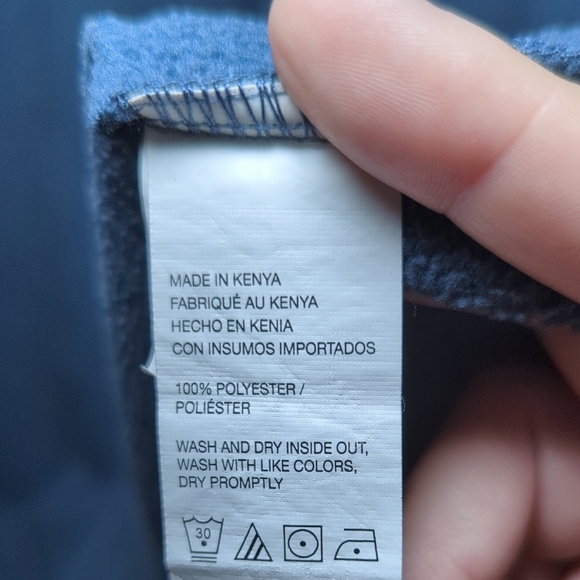 MADE IN KENYA
FABRIQUÉ AU KENYA
HECHO EN KENIA
CON INSUMOS IMPORTADOS
100% POLYESTER /
POLIÉSTER
WASH AND DRY INSIDE OUT,
WASH WITH LIKE COLORS,
DRY PROMPTLY
30